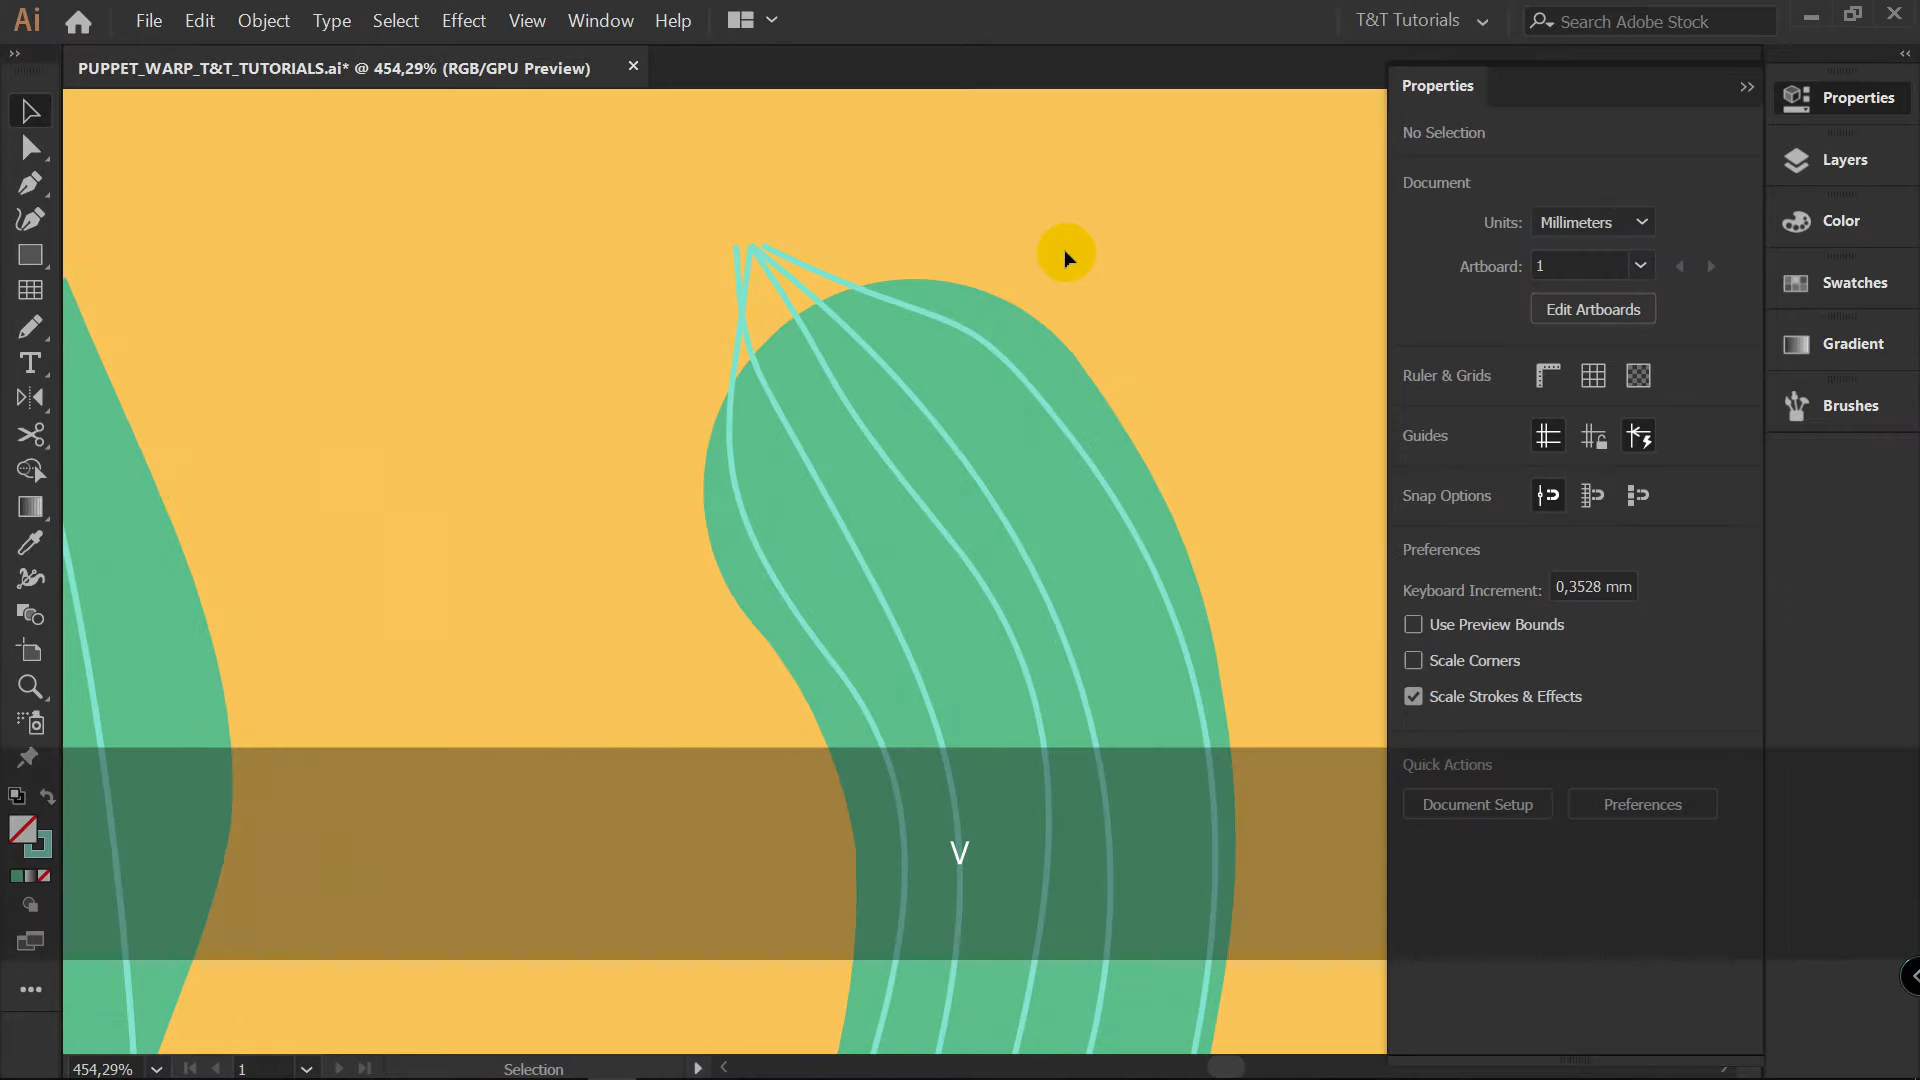 Ai
File Edit Object Type Select Effect View Window Help
T&T Tutorials
Search Adobe Stock
PUPPET_WARP_T&T_TUTORIALS.ai* @ 454,29% (RGB/GPU Preview)
Properties
No Selection
Document
Units: Millimeters
Artboard: 1
Edit Artboards
Ruler & Grids
Guides
Snap Options
Preferences
Keyboard Increment: 0,3528 mm
Use Preview Bounds
Scale Corners
Scale Strokes & Effects
Quick Actions
Document Setup Preferences
Properties
Layers
Color
Swatches
Gradient
Brushes
V
454,29% 1 Selection